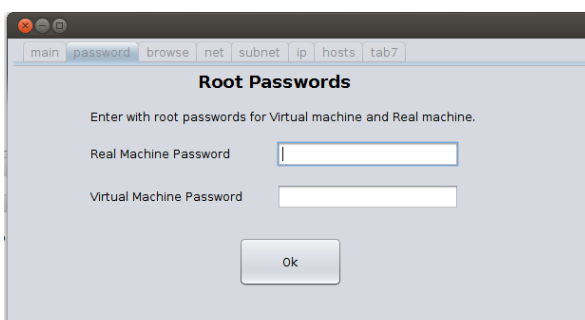 main password browse net subnet ip hosts tab7
Root Passwords
Enter with root passwords for Virtual machine and Real machine.
Real Machine Password
Virtual Machine Password
Ok